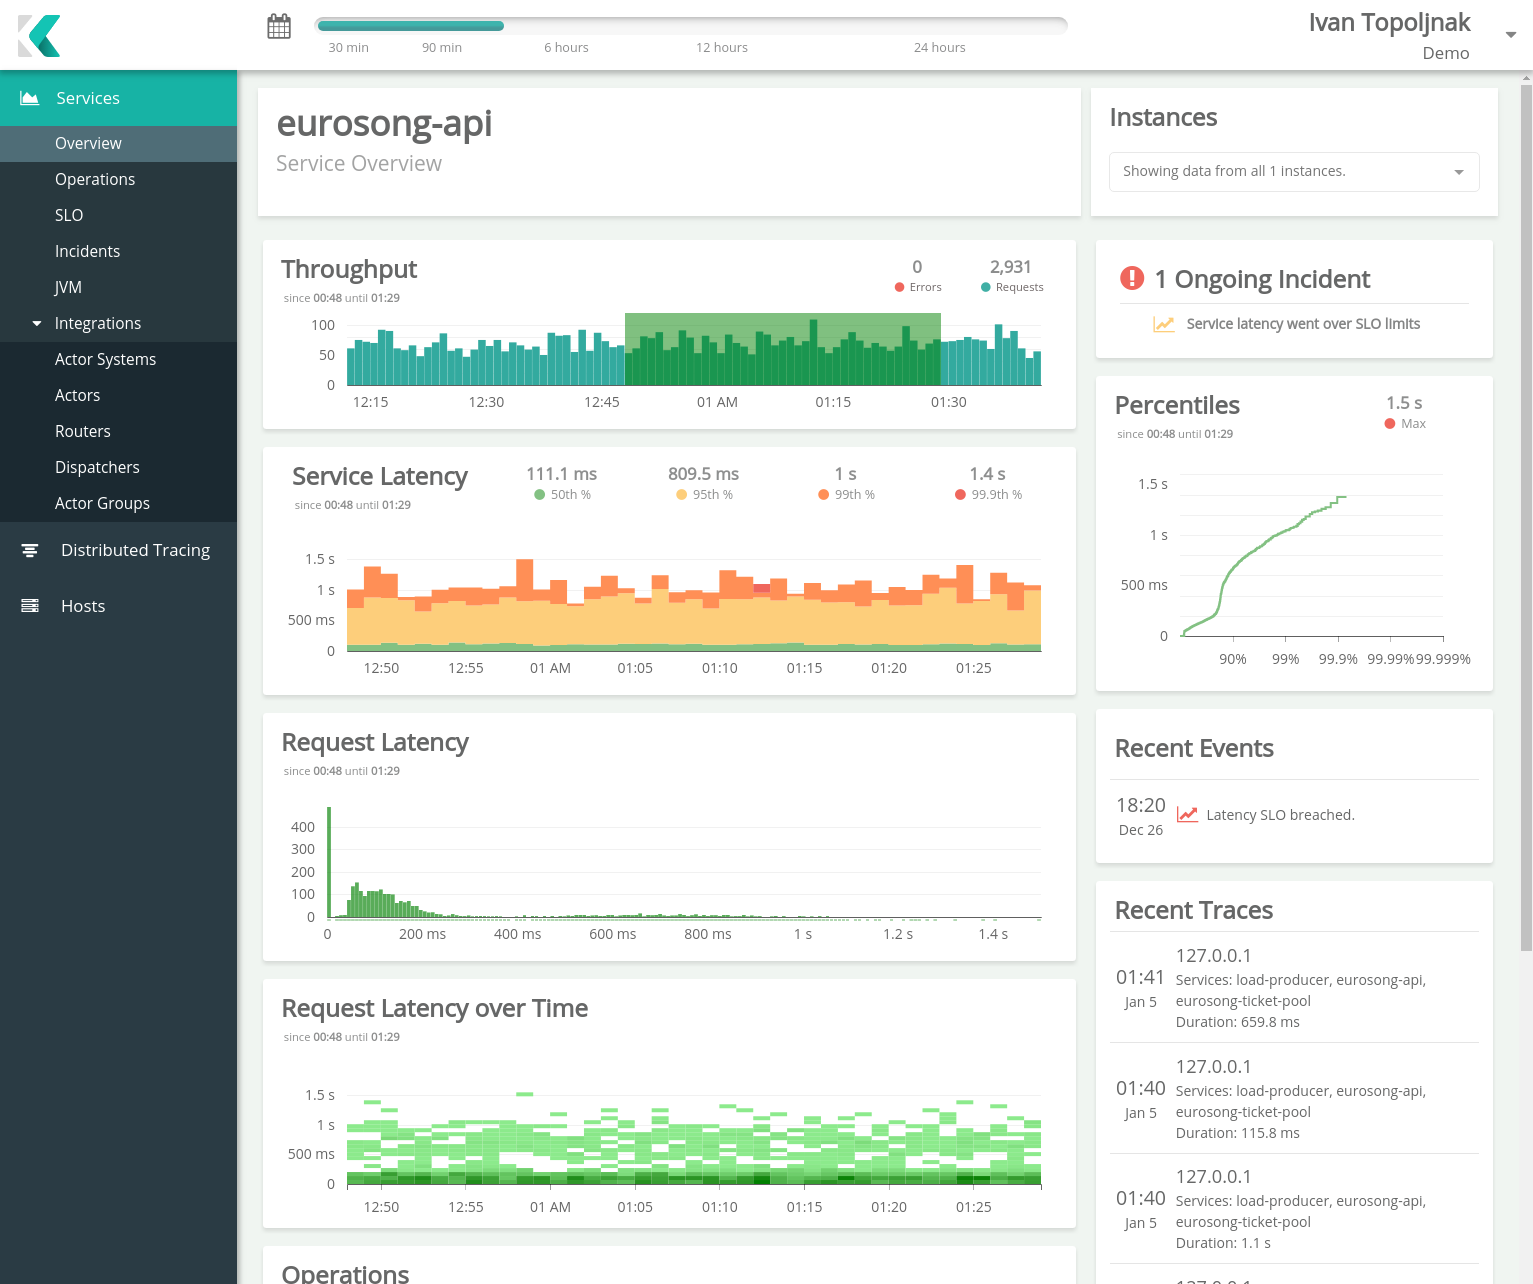 30 min 90 min 6 hours 12 hours 24 hours
Ivan Topoljnak
Demo
Services
Overview
Operations
SLO
Incidents
JVM
Integrations
Actor Systems
Actors
Routers
Dispatchers
Actor Groups
Distributed Tracing
Hosts
eurosong-api
Service Overview
Instances
Showing data from all 1 instances.
Throughput
since 00:48 until 01:29
0
Errors
2,931
Requests
100
50
0
12:15 12:30 12:45 01 AM 01:15 01:30
Service Latency
since 00:48 until 01:29
111.1 ms
50th %
809.5 ms
95th %
1 s
99th %
1.4 s
99.9th %
1.5 s
1 s
500 ms
0
12:50 12:55 01 AM 01:05 01:10 01:15 01:20 01:25
Request Latency
since 00:48 until 01:29
400
300
200
100
0
0 200 ms 400 ms 600 ms 800 ms 1 s 1.2 s 1.4 s
Request Latency over Time
since 00:48 until 01:29
1.5 s
1 s
500 ms
0
12:50 12:55 01 AM 01:05 01:10 01:15 01:20 01:25
Operations
1 Ongoing Incident
Service latency went over SLO limits
Percentiles
since 00:48 until 01:29
1.5 s
Max
1.5 s
1 s
500 ms
0
90% 99% 99.9% 99.99% 99.999%
Recent Events
18:20
Dec 26
Latency SLO breached.
Recent Traces
01:41
Jan 5
127.0.0.1
Services: load-producer, eurosong-api,
eurosong-ticket-pool
Duration: 659.8 ms
01:40
Jan 5
127.0.0.1
Services: load-producer, eurosong-api,
eurosong-ticket-pool
Duration: 115.8 ms
01:40
Jan 5
127.0.0.1
Services: load-producer, eurosong-api,
eurosong-ticket-pool
Duration: 1.1 s